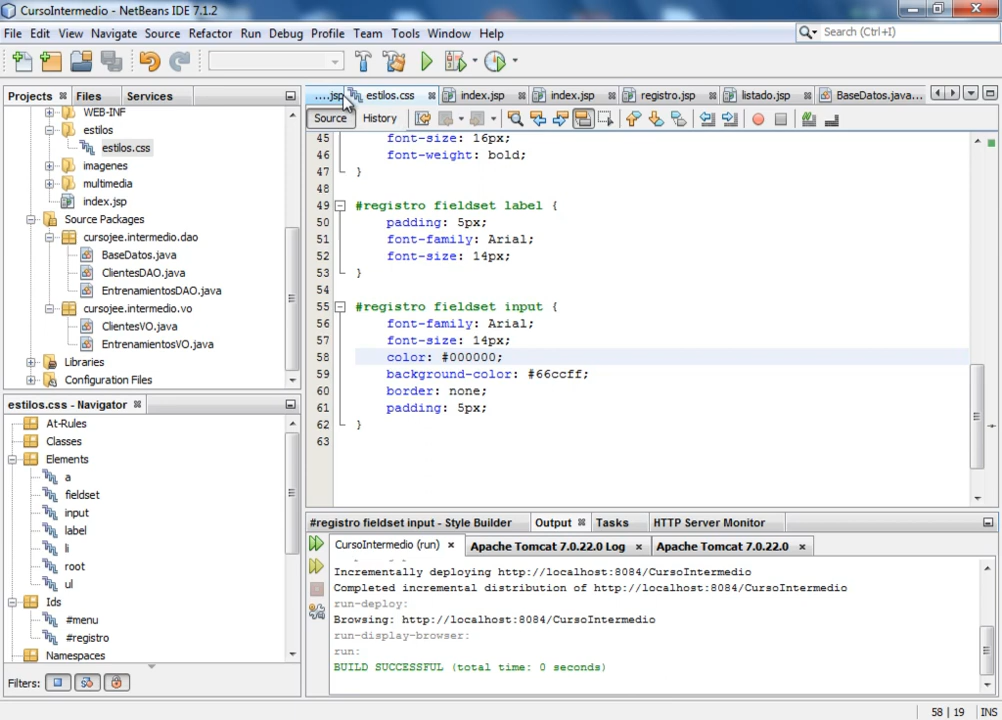 CursoIntermedio - NetBeans IDE 7.1.2
File Edit View Navigate Source Refactor Run Debug Profile Team Tools Window Help
Search (Ctrl+I)
Projects Files Services
....jsp estilos.css index.jsp index.jsp registro.jsp listado.jsp BaseDatos.java...
Source History
WEB-INF
estilos
estilos.css
imagenes
multimedia
index.jsp
Source Packages
cursojee.intermedio.dao
BaseDatos.java
ClientesDAO.java
EntrenamientosDAO.java
cursojee.intermedio.vo
ClientesVO.java
EntrenamientosVO.java
Libraries
Configuration Files
45 font-size: 16px;
46 font-weight: bold;
47 }
48
49 #registro fieldset label {
50 padding: 5px;
51 font-family: Arial;
52 font-size: 14px;
53 }
54
55 #registro fieldset input {
56 font-family: Arial;
57 font-size: 14px;
58 color: #000000;
59 background-color: #66ccff;
60 border: none;
61 padding: 5px;
62 }
63
estilos.css - Navigator
At-Rules
Classes
Elements
a
fieldset
input
label
li
root
ul
Ids
#menu
#registro
Namespaces
Filters:
#registro fieldset input - Style Builder Output Tasks HTTP Server Monitor
CursoIntermedio (run) Apache Tomcat 7.0.22.0 Log Apache Tomcat 7.0.22.0
Incrementally deploying http://localhost:8084/CursoIntermedio
Completed incremental distribution of http://localhost:8084/CursoIntermedio
run-deploy:
Browsing: http://localhost:8084/CursoIntermedio
run-display-browser:
run:
BUILD SUCCESSFUL (total time: 0 seconds)
58 | 19 INS